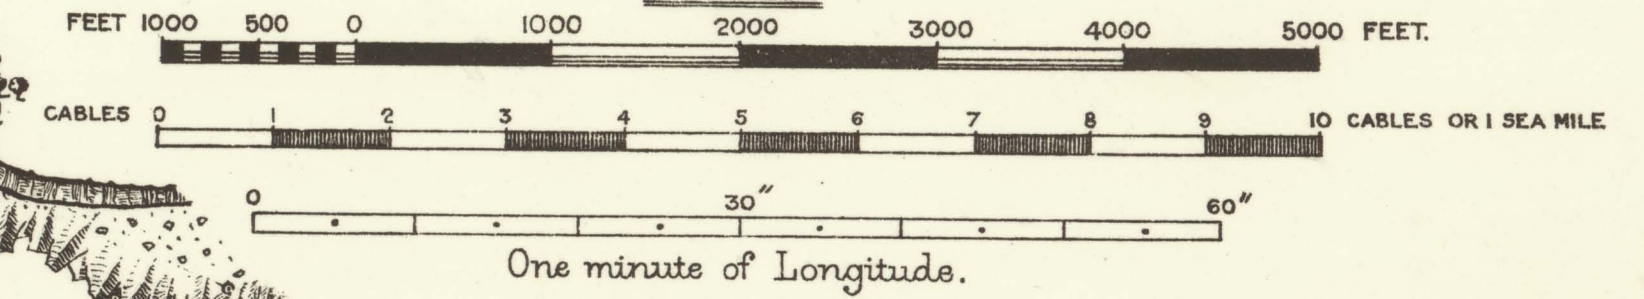 FEET 1000 500 0 1000 2000 3000 4000 5000 FEET.
CABLES 0 1 2 3 4 5 6 7 8 9 10 CABLES OR 1 SEA MILE
0 30″ 60″
One minute of Longitude.